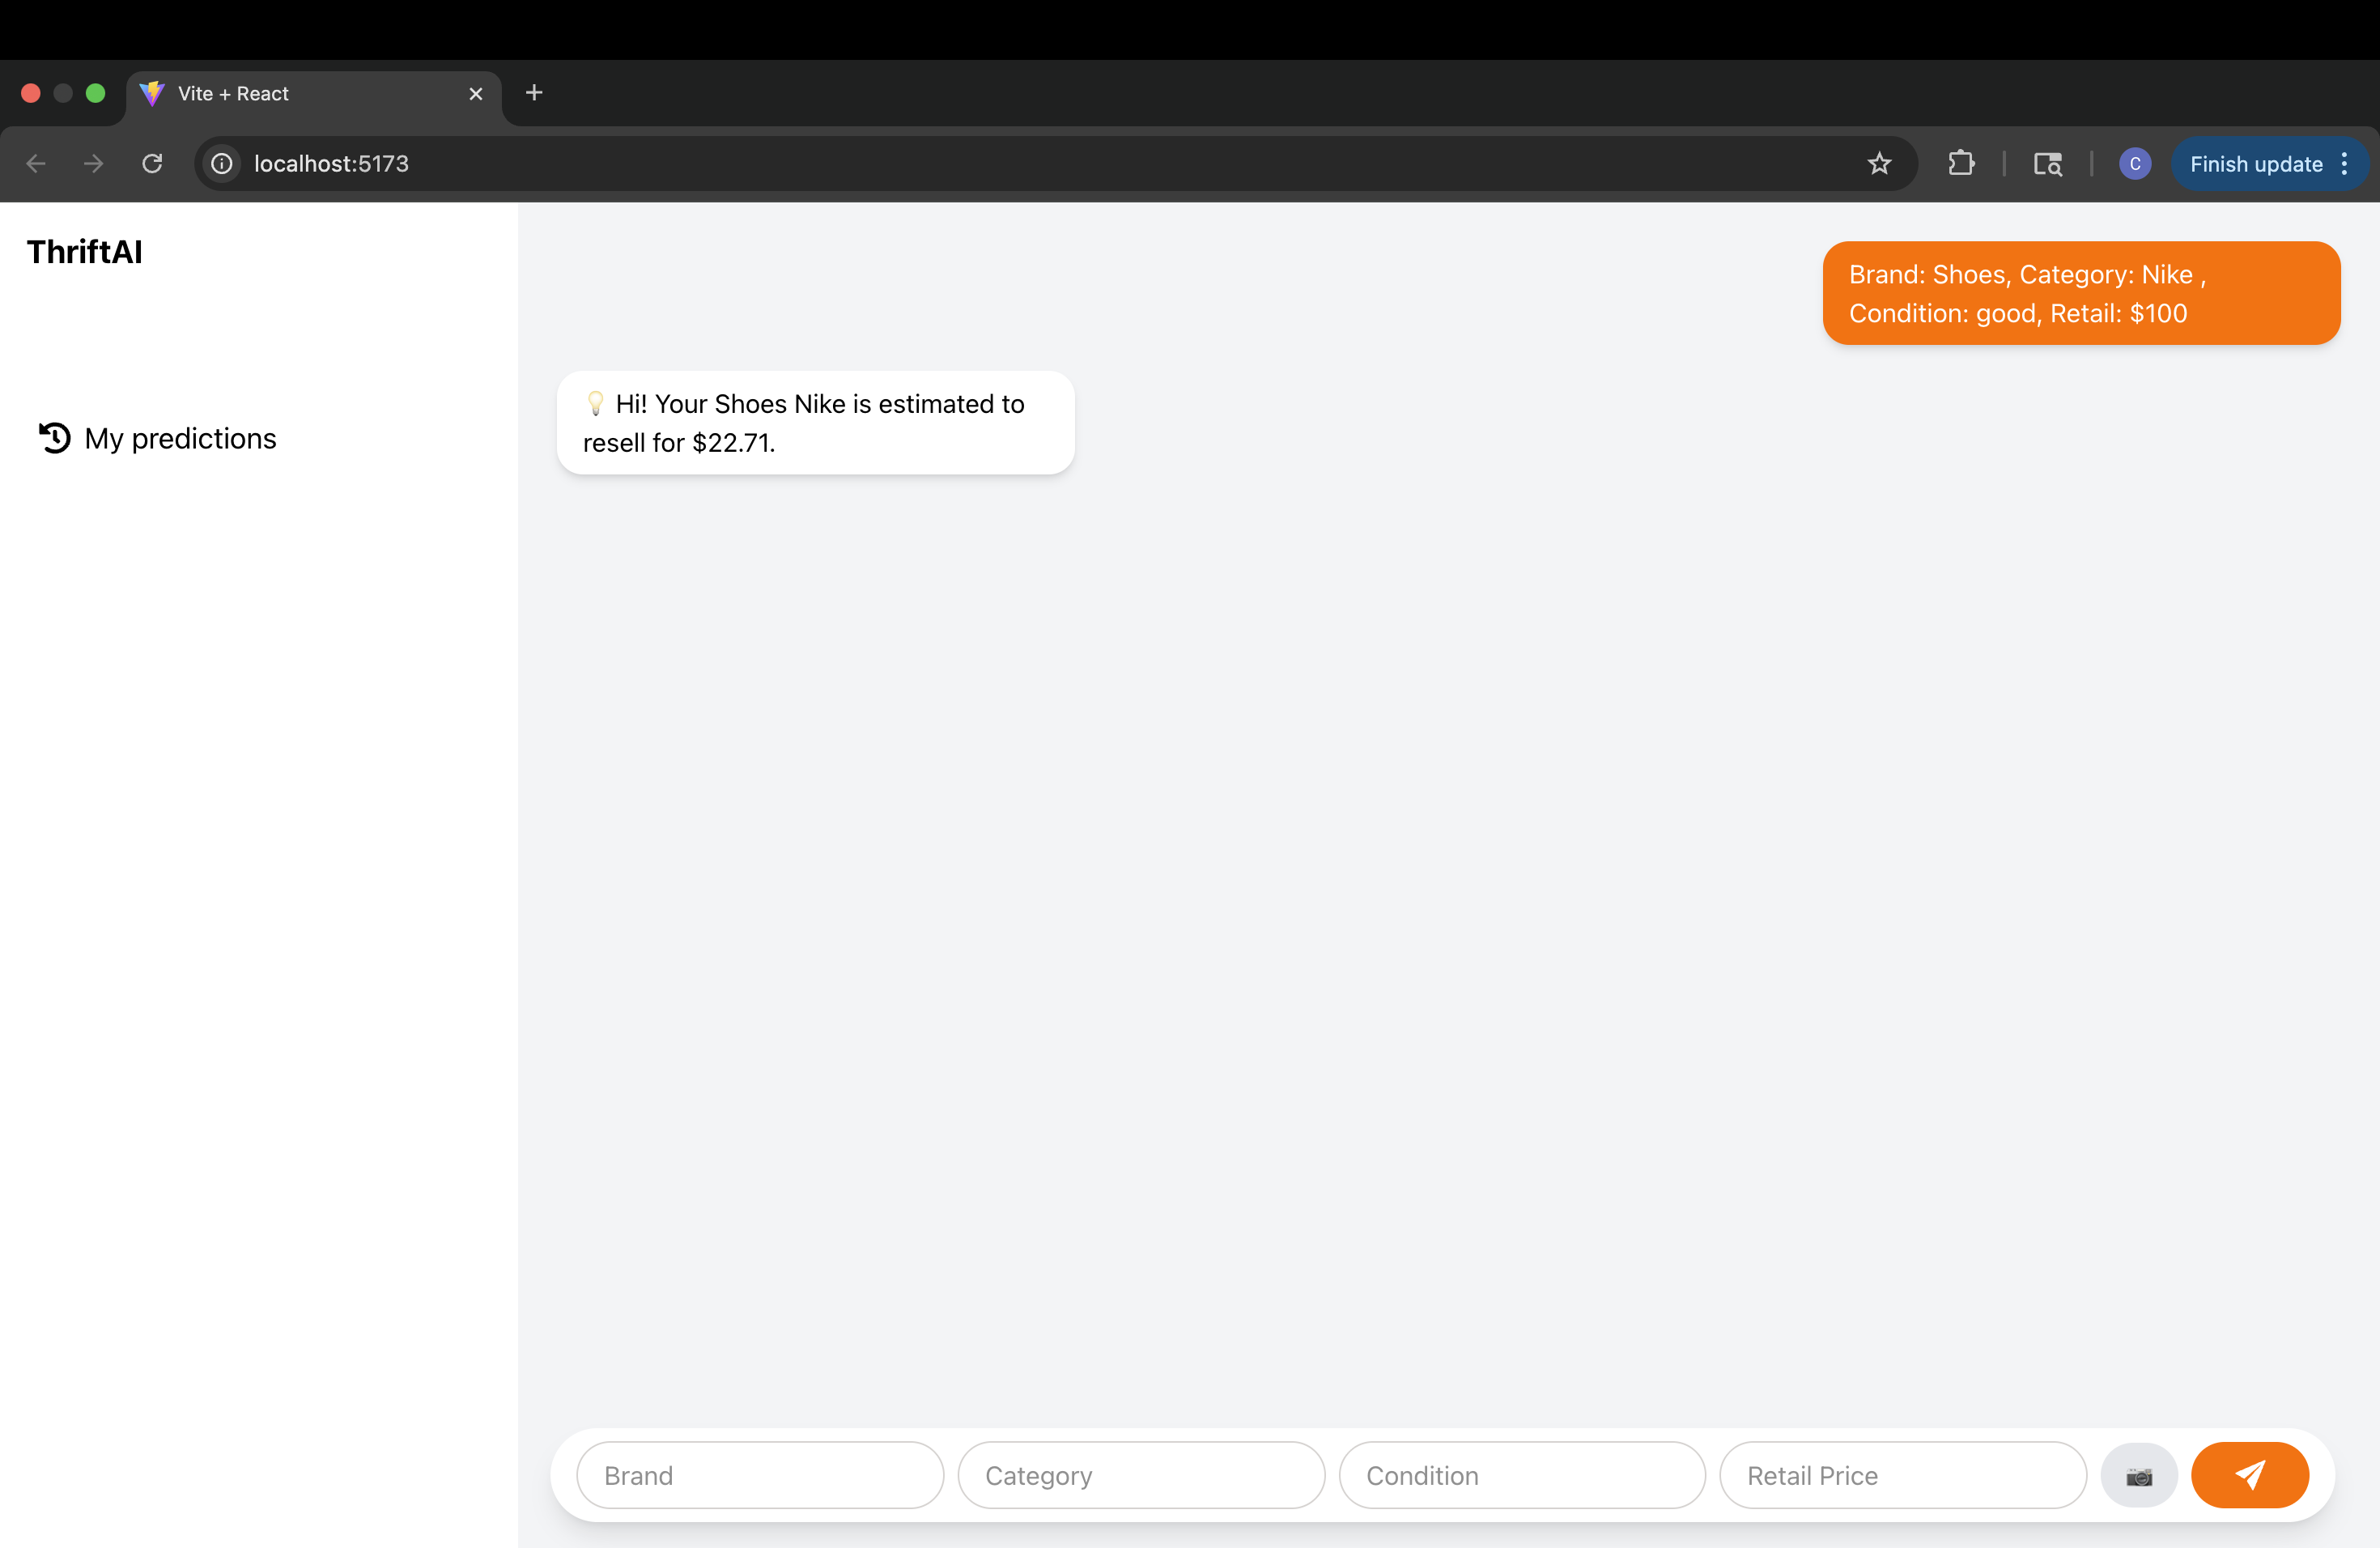 Vite + React
localhost:5173
C
Finish update
ThriftAI
My predictions
Brand: Shoes, Category: Nike ,
Condition: good, Retail: $100
💡 Hi! Your Shoes Nike is estimated to
resell for $22.71.
Brand
Category
Condition
Retail Price